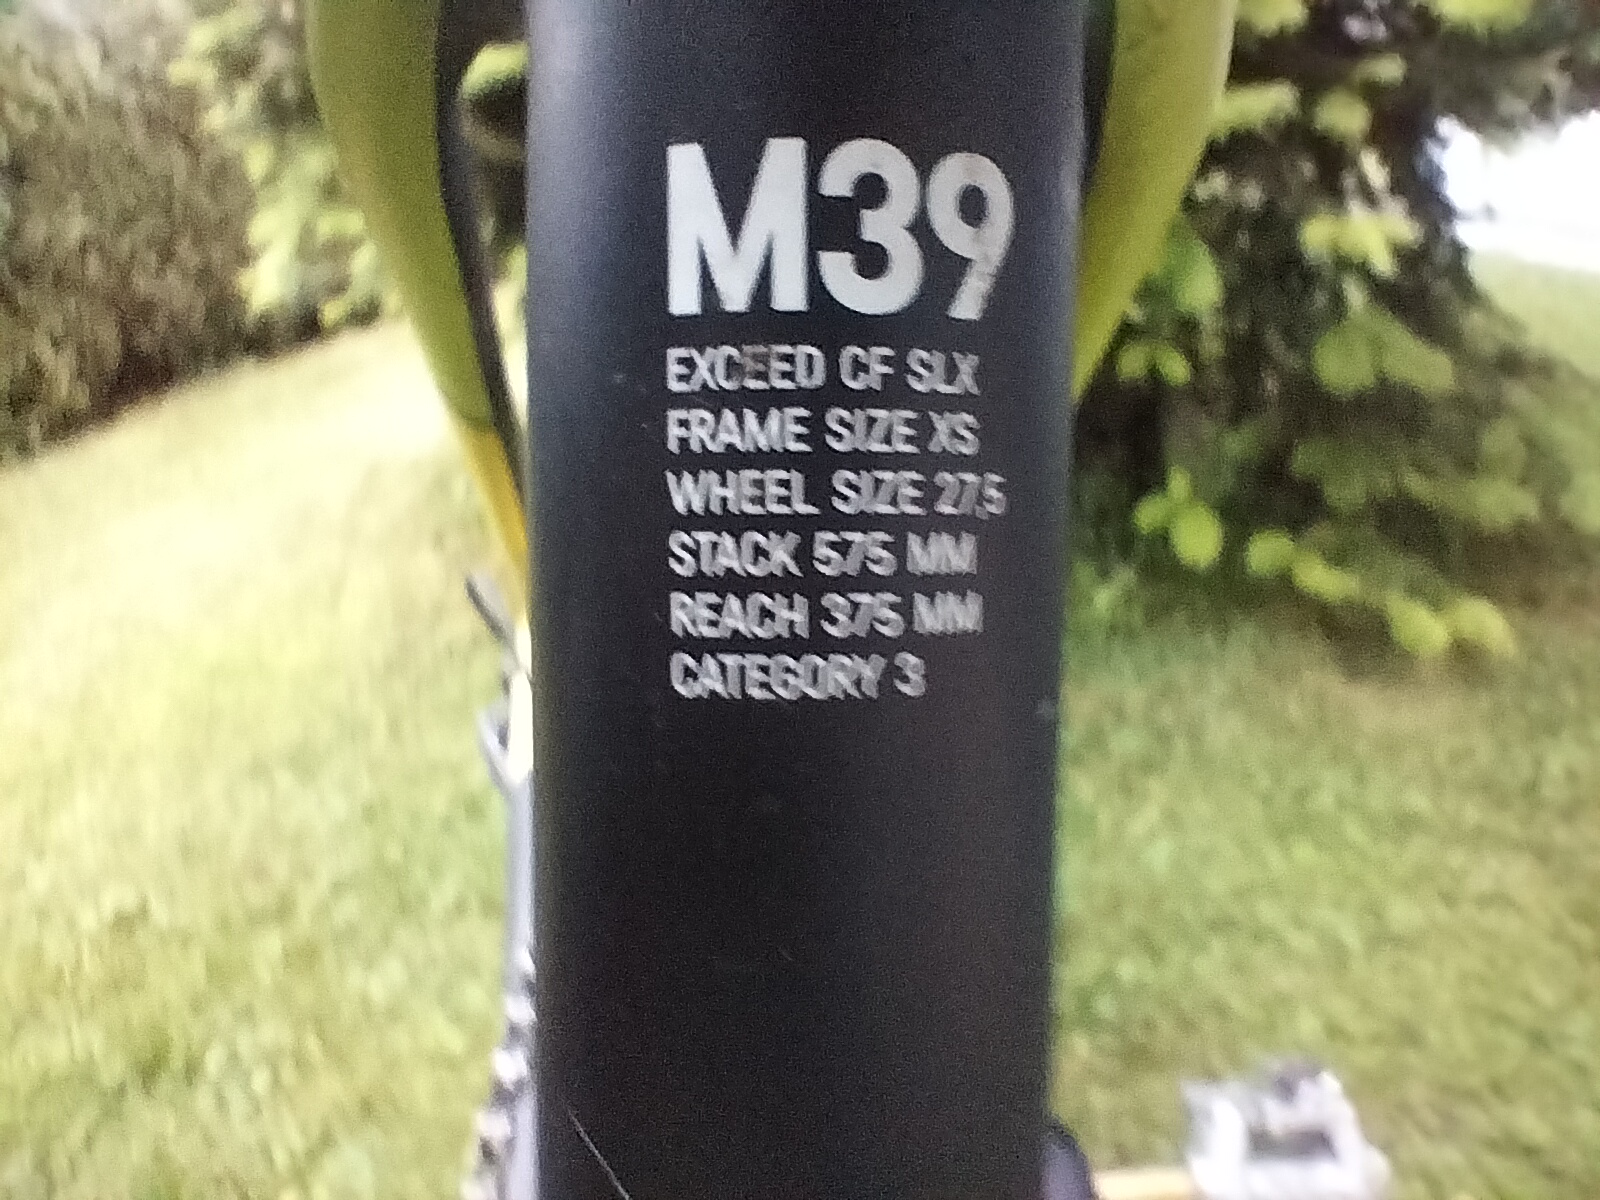 M39
EXCEED CF SLX
FRAME SIZE XS
WHEEL SIZE 27,5
STACK 575 MM
REACH 375 MM
CATEGORY 3